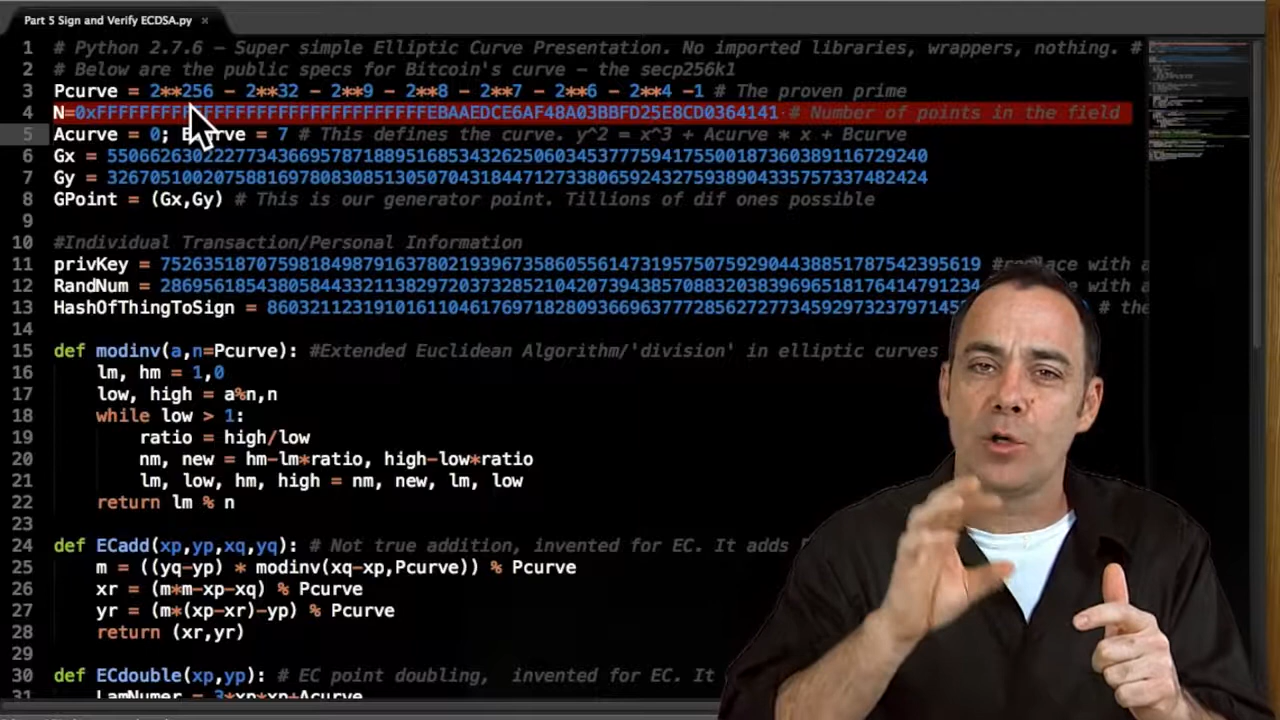 Part 5 Sign and Verify ECDSA.py ×
1 # Python 2.7.6 - Super simple Elliptic Curve Presentation. No imported libraries, wrappers, nothing. #
2 # Below are the public specs for Bitcoin's curve - the secp256k1
3 Pcurve = 2**256 - 2**32 - 2**9 - 2**8 - 2**7 - 2**6 - 2**4 -1 # The proven prime
4 # Number of points in the field
5 Acurve = 0; = 7 # This defines the curve. y^2 = x^3 + Acurve * x + Bcurve
6 Gx = 55066263022277343669578718895168534326250603453777594175500187360389116729240
7 Gy = 32670510020758816978083085130507043184471273380659243275938904335757337482424
8 GPoint = (Gx,Gy) # This is our generator point. Tillions of dif ones possible
9
10 #Individual Transaction/Personal Information
11 privKey = 75263518707598184987916378021939673586055614731957507592904438851787542395619 with a
12 RandNum = with a
13 HashOfThingToSign = # the
14
15 def modinv(a,n=Pcurve): #Extended Euclidean Algorithm/'division' in elliptic curves
16 lm, hm = 1,0
17 low, high = a%n,n
18 while low > 1:
19 ratio = high/low
20 nm, new = hm-lm*ratio, high-low*ratio
21 lm, low, hm, high = nm, new, lm, low
22 return lm % n
23
24 def ECadd(xp,yp,xq,yq): # Not true addition, invented for EC. It adds
25 m = ((yq-yp) * modinv(xq-xp,Pcurve)) % Pcurve
26 xr = (m*m-xp-xq) % Pcurve
27 yr = (m*(xp-xr)-yp) % Pcurve
28 return (xr,yr)
29
30 def ECdouble(xp,yp): # EC point doubling, invented for EC. It
31 LamNumer = 3*xp*xp+Acurve